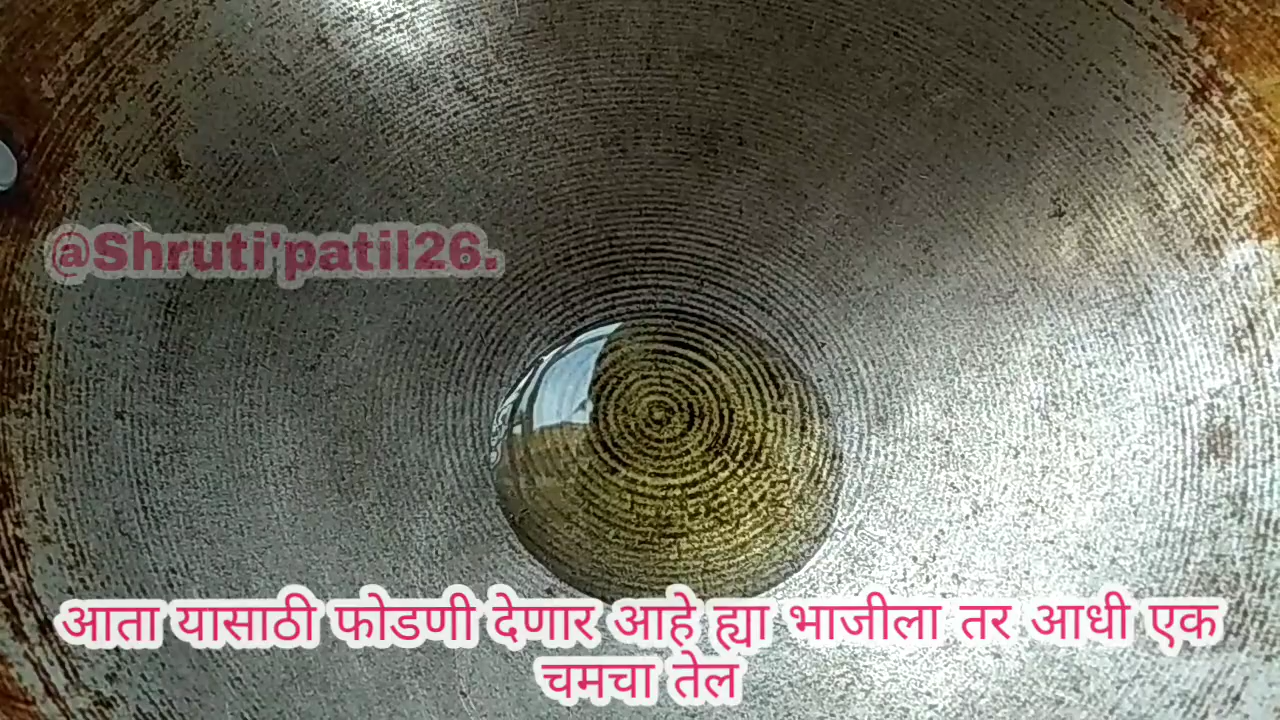 @Shruti'patil26.
आता यासाठी फोडणी देणार आहे ह्या भाजीला तर आधी एक
चमचा तेल